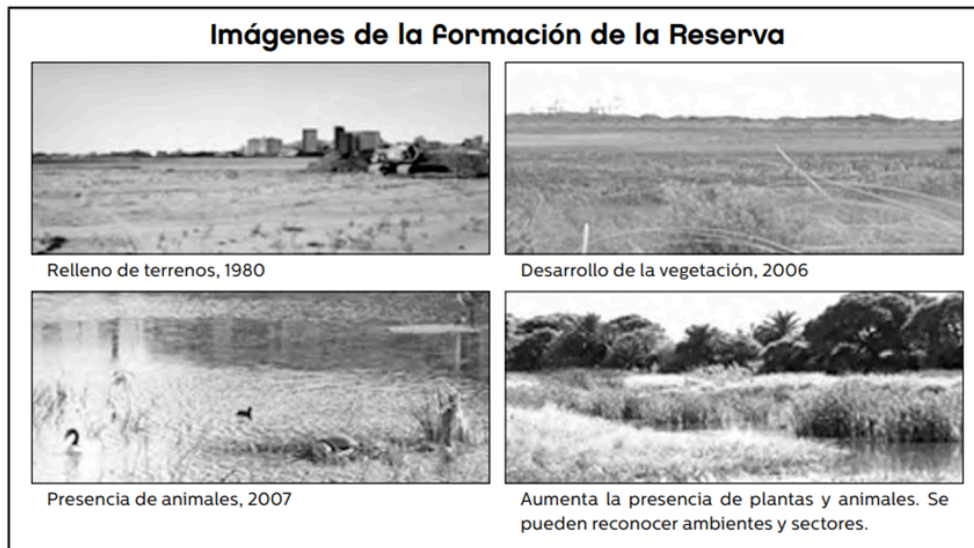 Imágenes de la formación de la Reserva
Relleno de terrenos, 1980
Desarrollo de la vegetación, 2006
Presencia de animales, 2007
Aumenta la presencia de plantas y animales. Se
pueden reconocer ambientes y sectores.